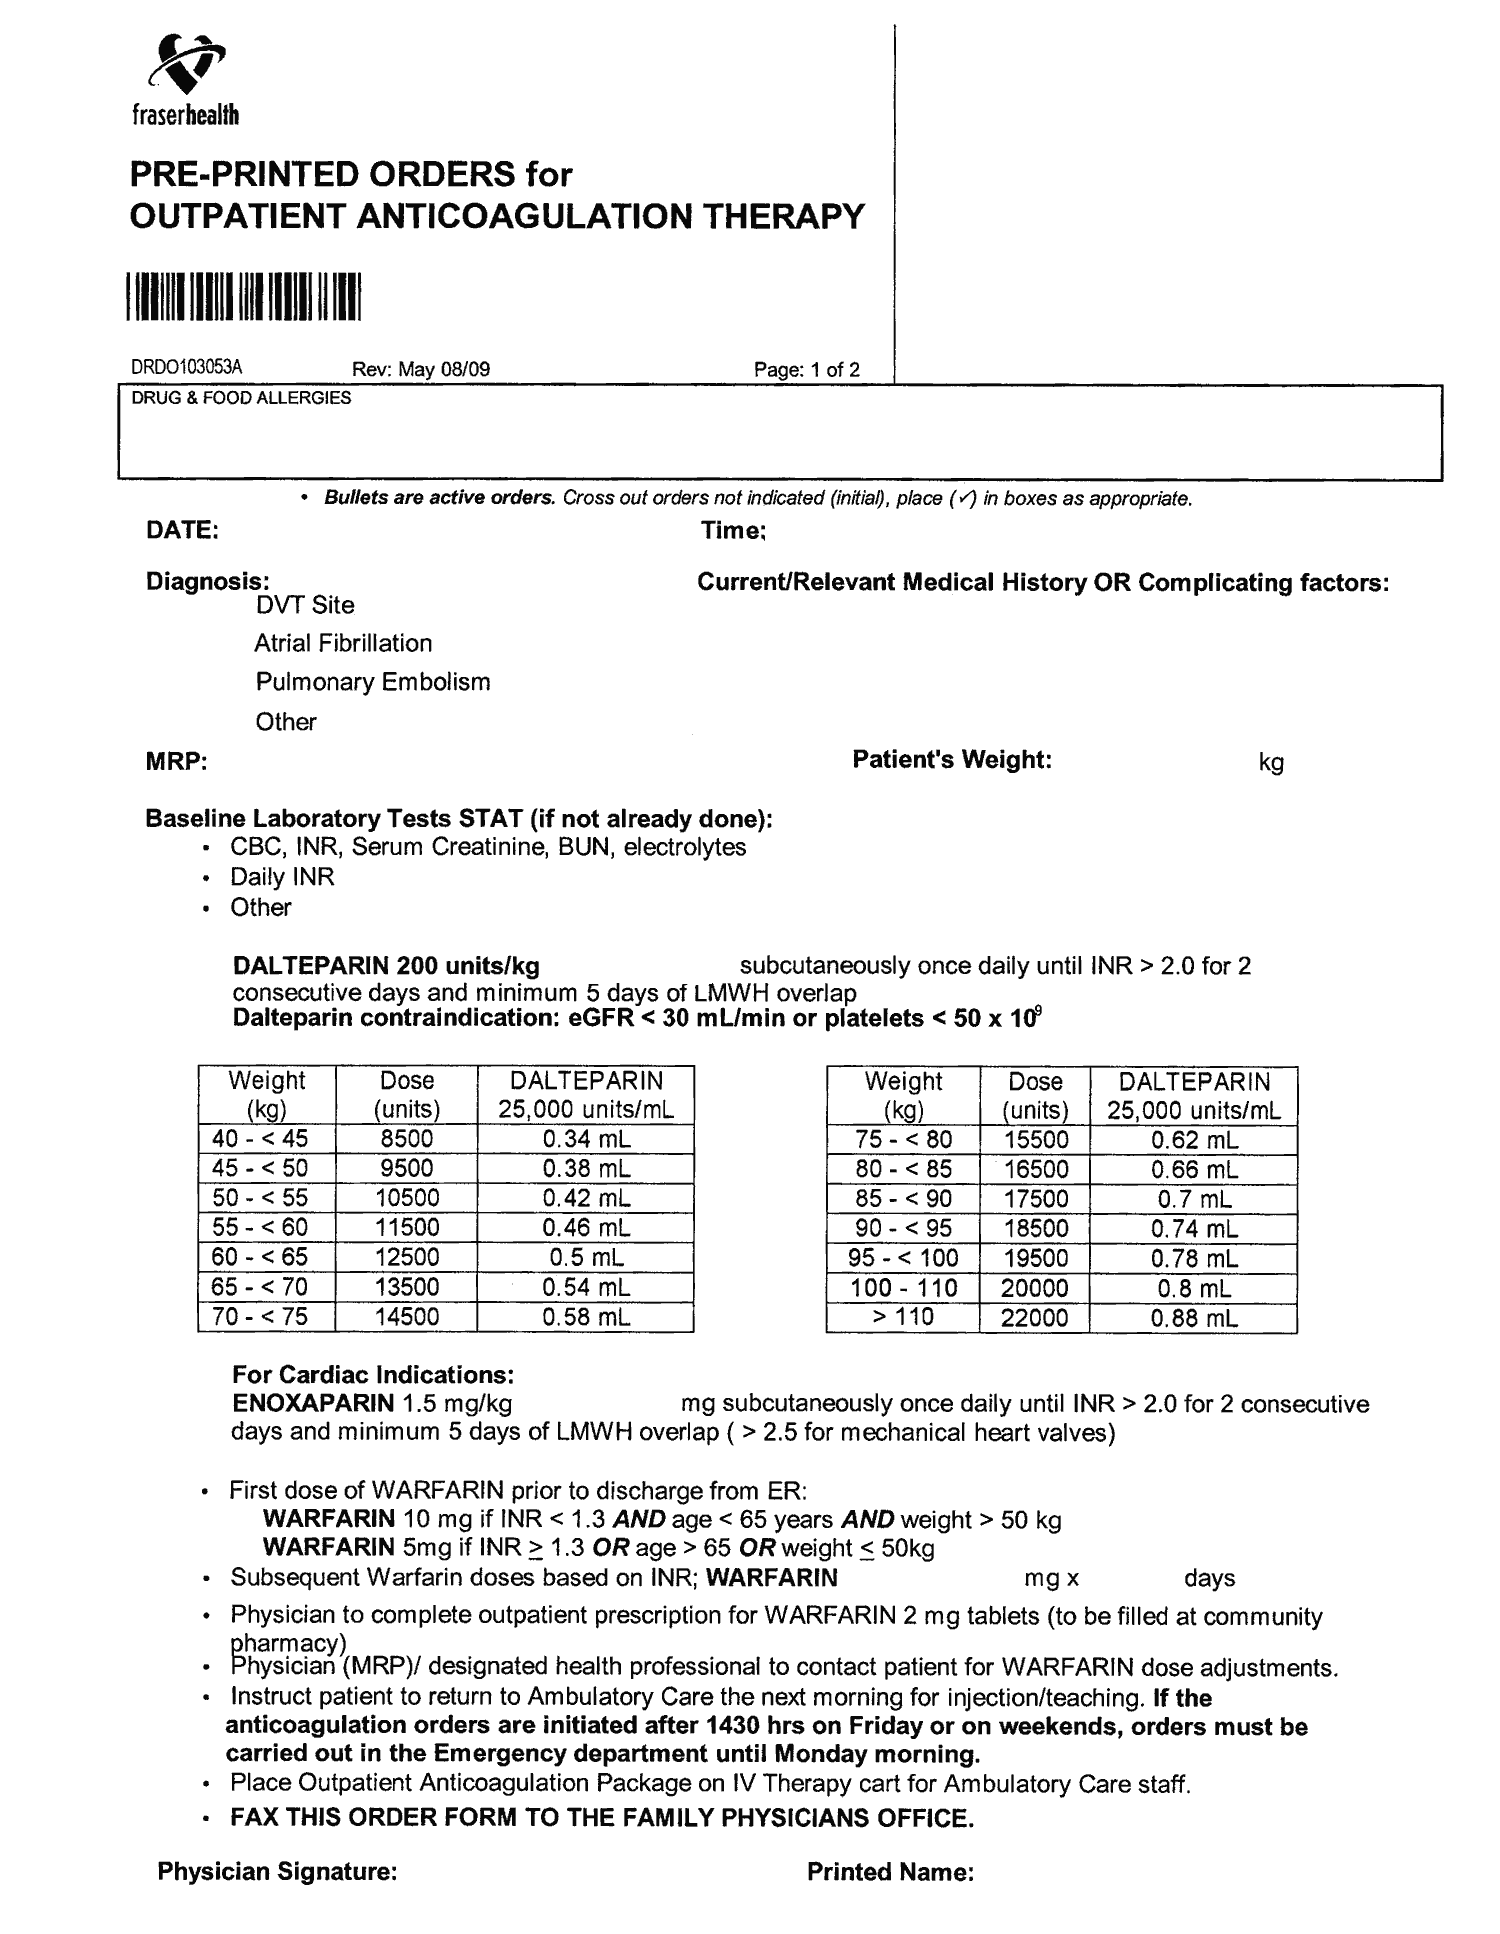 fraserhealth
PRE-PRINTED ORDERS for
OUTPATIENT ANTICOAGULATION THERAPY
DRDO103053A Rev: May 08/09 Page: 1 of 2
DRUG & FOOD ALLERGIES
• Bullets are active orders. Cross out orders not indicated (initial), place (✓) in boxes as appropriate.
DATE: Time;
Diagnosis: Current/Relevant Medical History OR Complicating factors:
DVT Site
Atrial Fibrillation
Pulmonary Embolism
Other
MRP: Patient's Weight: kg
Baseline Laboratory Tests STAT (if not already done):
• CBC, INR, Serum Creatinine, BUN, electrolytes
• Daily INR
• Other
DALTEPARIN 200 units/kg subcutaneously once daily until INR > 2.0 for 2
consecutive days and minimum 5 days of LMWH overlap
Dalteparin contraindication: eGFR < 30 mL/min or platelets < 50 x 10⁹
Weight Dose DALTEPARIN
(kg) (units) 25,000 units/mL
40 - < 45 8500 0.34 mL
45 - < 50 9500 0.38 mL
50 - < 55 10500 0.42 mL
55 - < 60 11500 0.46 mL
60 - < 65 12500 0.5 mL
65 - < 70 13500 0.54 mL
70 - < 75 14500 0.58 mL
Weight Dose DALTEPARIN
(kg) (units) 25,000 units/mL
75 - < 80 15500 0.62 mL
80 - < 85 16500 0.66 mL
85 - < 90 17500 0.7 mL
90 - < 95 18500 0.74 mL
95 - < 100 19500 0.78 mL
100 - 110 20000 0.8 mL
> 110 22000 0.88 mL
For Cardiac Indications:
ENOXAPARIN 1.5 mg/kg mg subcutaneously once daily until INR > 2.0 for 2 consecutive
days and minimum 5 days of LMWH overlap ( > 2.5 for mechanical heart valves)
• First dose of WARFARIN prior to discharge from ER:
WARFARIN 10 mg if INR < 1.3 AND age < 65 years AND weight > 50 kg
WARFARIN 5mg if INR ≥ 1.3 OR age > 65 OR weight ≤ 50kg
• Subsequent Warfarin doses based on INR; WARFARIN mg x days
• Physician to complete outpatient prescription for WARFARIN 2 mg tablets (to be filled at community
pharmacy)
• Physician (MRP)/ designated health professional to contact patient for WARFARIN dose adjustments.
• Instruct patient to return to Ambulatory Care the next morning for injection/teaching. If the
anticoagulation orders are initiated after 1430 hrs on Friday or on weekends, orders must be
carried out in the Emergency department until Monday morning.
• Place Outpatient Anticoagulation Package on IV Therapy cart for Ambulatory Care staff.
• FAX THIS ORDER FORM TO THE FAMILY PHYSICIANS OFFICE.
Physician Signature: Printed Name: